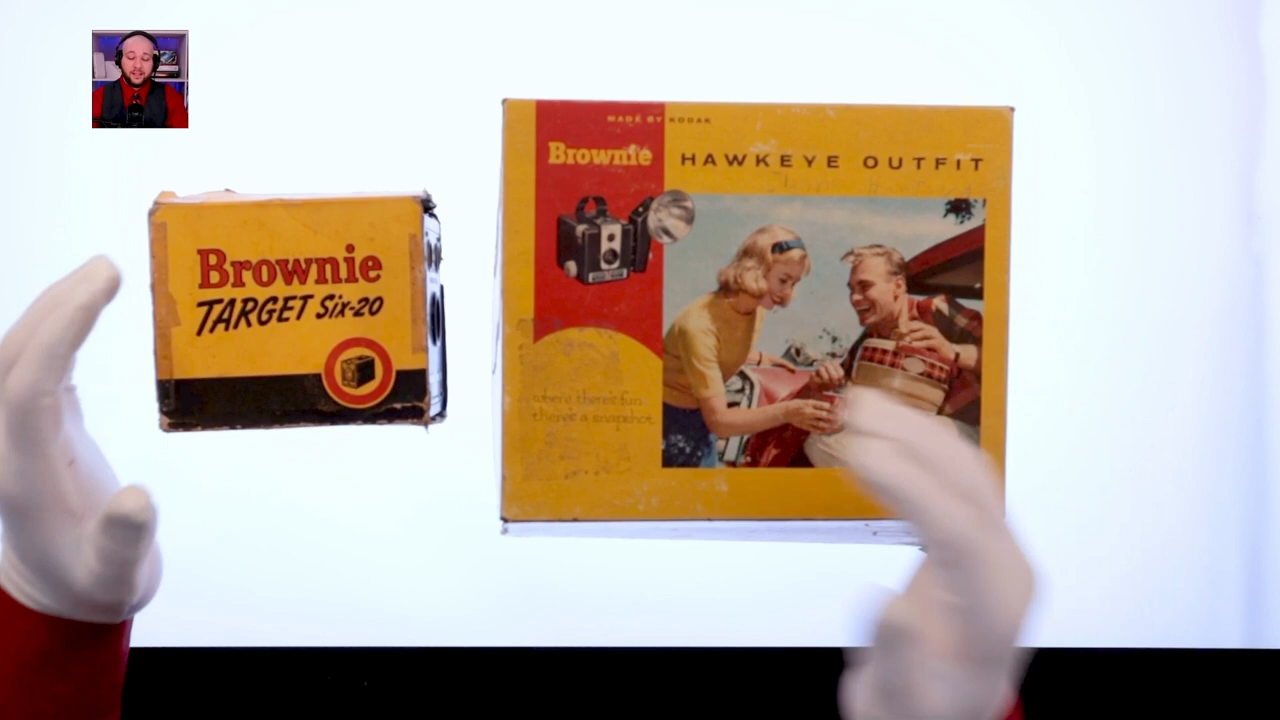 Brownie
TARGET Six-20
MADE BY KODAK
Brownie
HAWKEYE OUTFIT
where there's fun
there's a snapshot